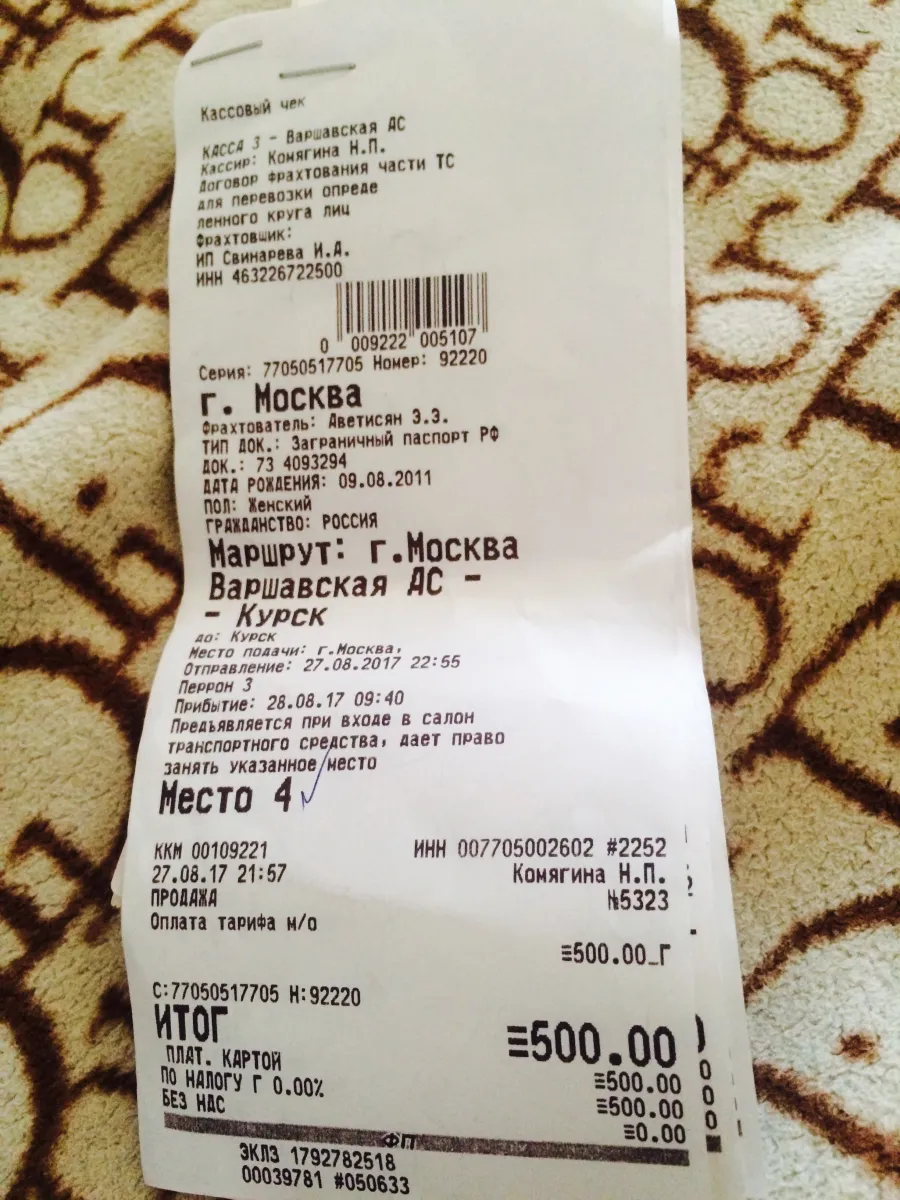 Кассовый чек
КАССА 3 - Варшавская АС
Кассир: Комягина Н.П.
Договор фрахтования части ТС
для перевозки опреде
ленного круга лиц
Фрахтовщик:
ИП Свинарева И.А.
ИНН 463226722500
0 009222 005107
Серия: 77050517705 Номер: 92220
г. Москва
Фрахтователь: Аветисян Э.Э.
ТИП ДОК.: Заграничный паспорт РФ
ДОК.: 73 4093294
ДАТА РОЖДЕНИЯ: 09.08.2011
ПОЛ: Женский
ГРАЖДАНСТВО: РОССИЯ
Маршрут: г.Москва
Варшавская АС -
- Курск
до: Курск
Место подачи: г.Москва,
Отправление: 27.08.2017 22:55
Перрон 3
Прибытие: 28.08.17 09:40
Предъявляется при входе в салон
транспортного средства, дает право
занять указанное место
Место 4
ККМ 00109221 ИНН 007705002602 #2252
27.08.17 21:57 Комягина Н.П.
ПРОДАЖА №5323
Оплата тарифа м/о
≡500.00_Г
С:77050517705 Н:92220
ИТОГ ≡500.00
ПЛАТ. КАРТОЙ ≡500.00
ПО НАЛОГУ Г 0.00% ≡500.00
БЕЗ НДС ≡0.00
ФП
ЭКЛЗ 1792782518
00039781 #050633